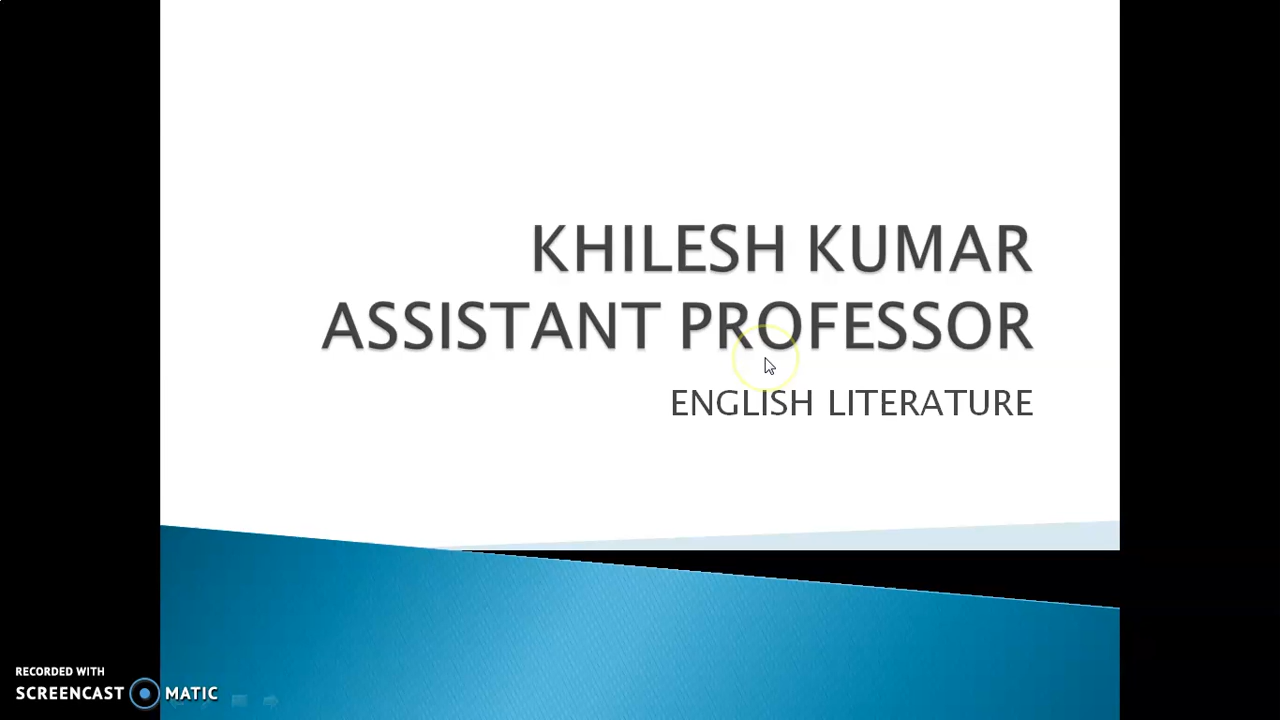 KHILESH KUMAR
ASSISTANT PROFESSOR
ENGLISH LITERATURE
RECORDED WITH
SCREENCAST MATIC